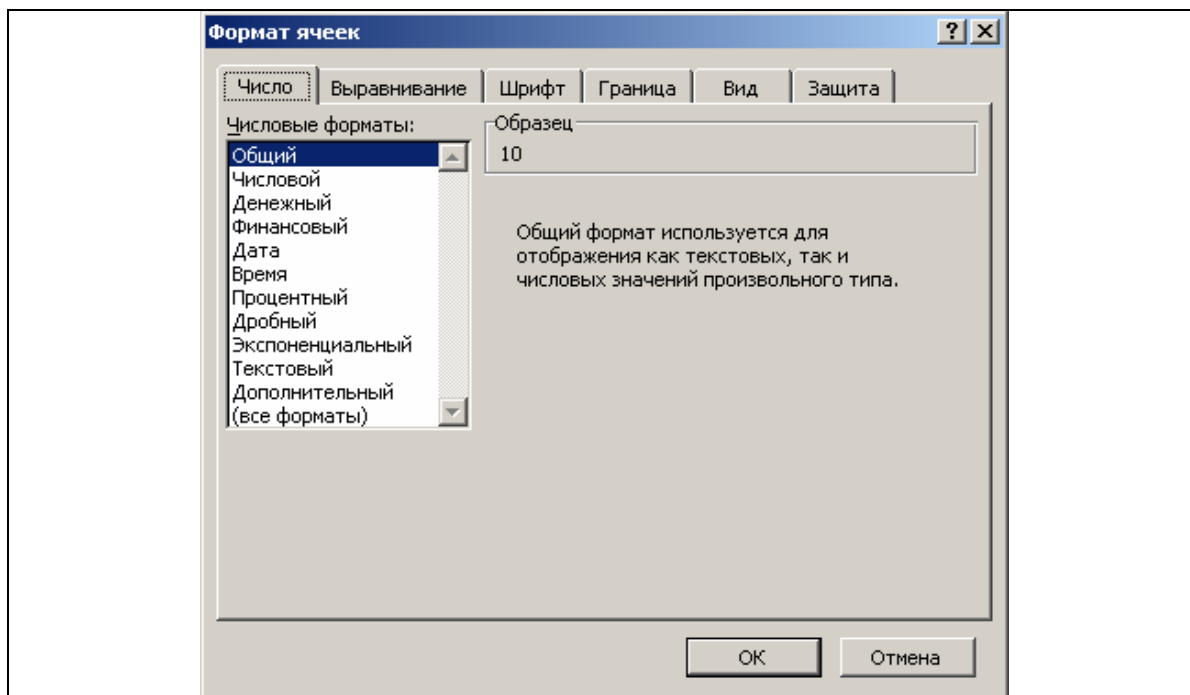 Формат ячеек
Число
Выравнивание
Шрифт
Граница
Вид
Защита
Числовые форматы:
Общий
Числовой
Денежный
Финансовый
Дата
Время
Процентный
Дробный
Экспоненциальный
Текстовый
Дополнительный
(все форматы)
Образец
10
Общий формат используется для
отображения как текстовых, так и
числовых значений произвольного типа.
ОК
Отмена